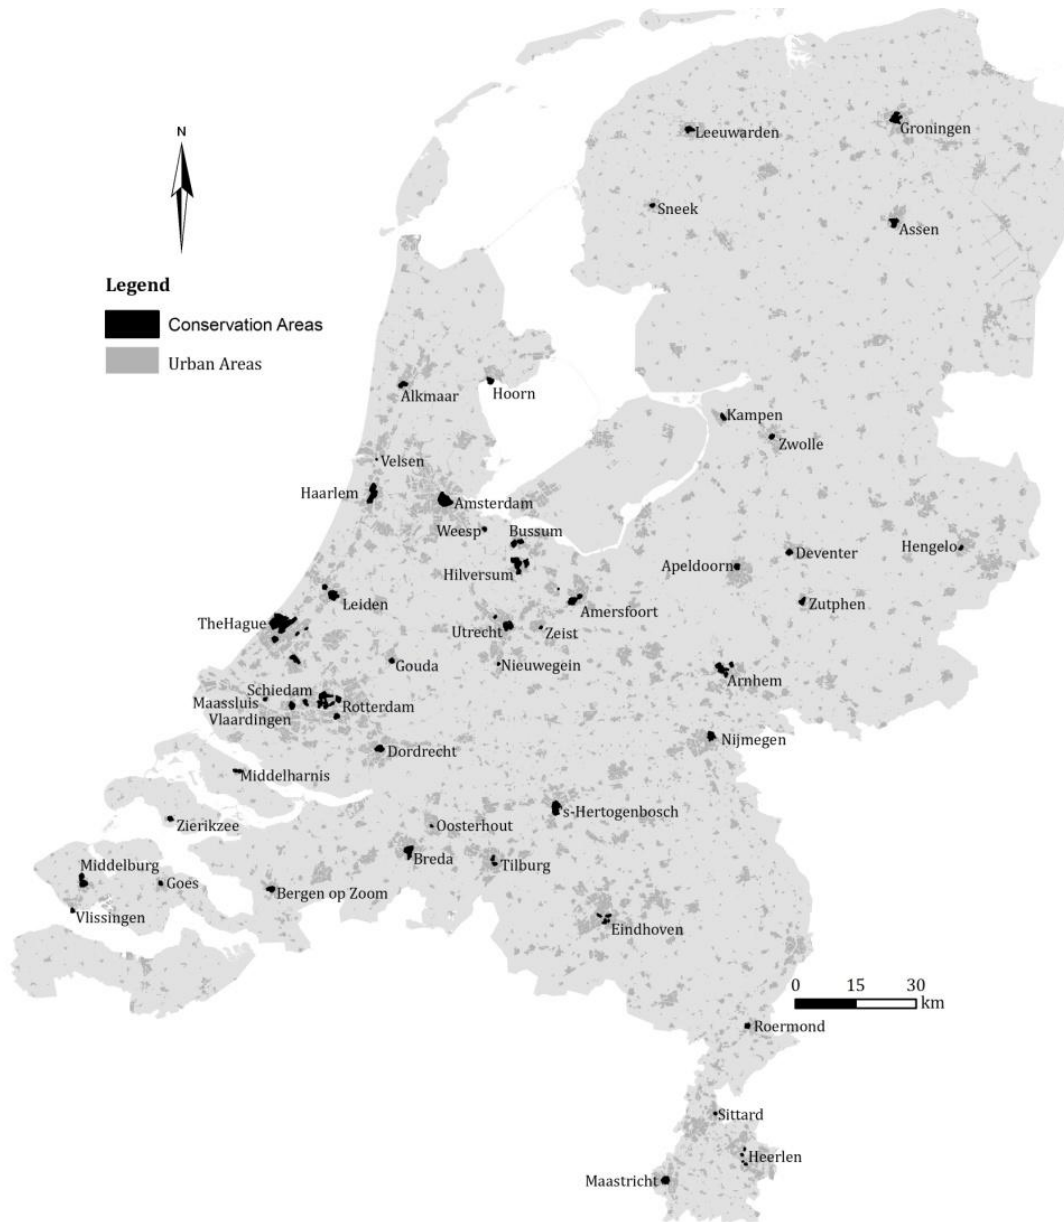 Leeuwarden
Groningen
N
Sneek
Assen
Legend
Conservation Areas
Urban Areas
Alkmaar
Hoorn
Kampen
Zwolle
Velsen
Haarlem
Amsterdam
Weesp
Bussum
Deventer
Hengelo
Apeldoorn
Hilversum
Leiden
Amersfoort
Zutphen
TheHague
Utrecht
Zeist
Gouda
Nieuwegein
Arnhem
Schiedam
Maassluis
Rotterdam
Vlaardingen
Nijmegen
Dordrecht
Middelharnis
's-Hertogenbosch
Zierikzee
Oosterhout
Breda
Tilburg
Middelburg
Goes
Bergen op Zoom
Vlissingen
Eindhoven
0 15 30
km
Roermond
Sittard
Heerlen
Maastricht